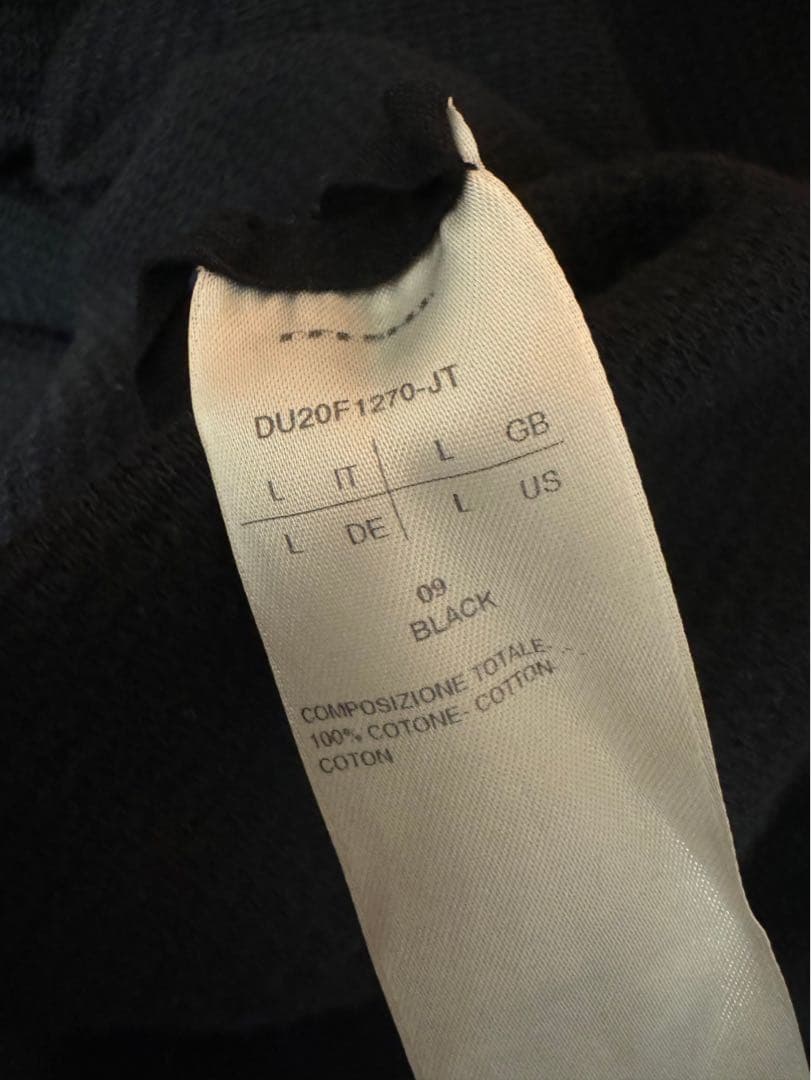 DU20F1270-JT
L IT L GB
L DE L US
09
BLACK
COMPOSIZIONE TOTALE-
100% COTONE- COTTON-
COTON